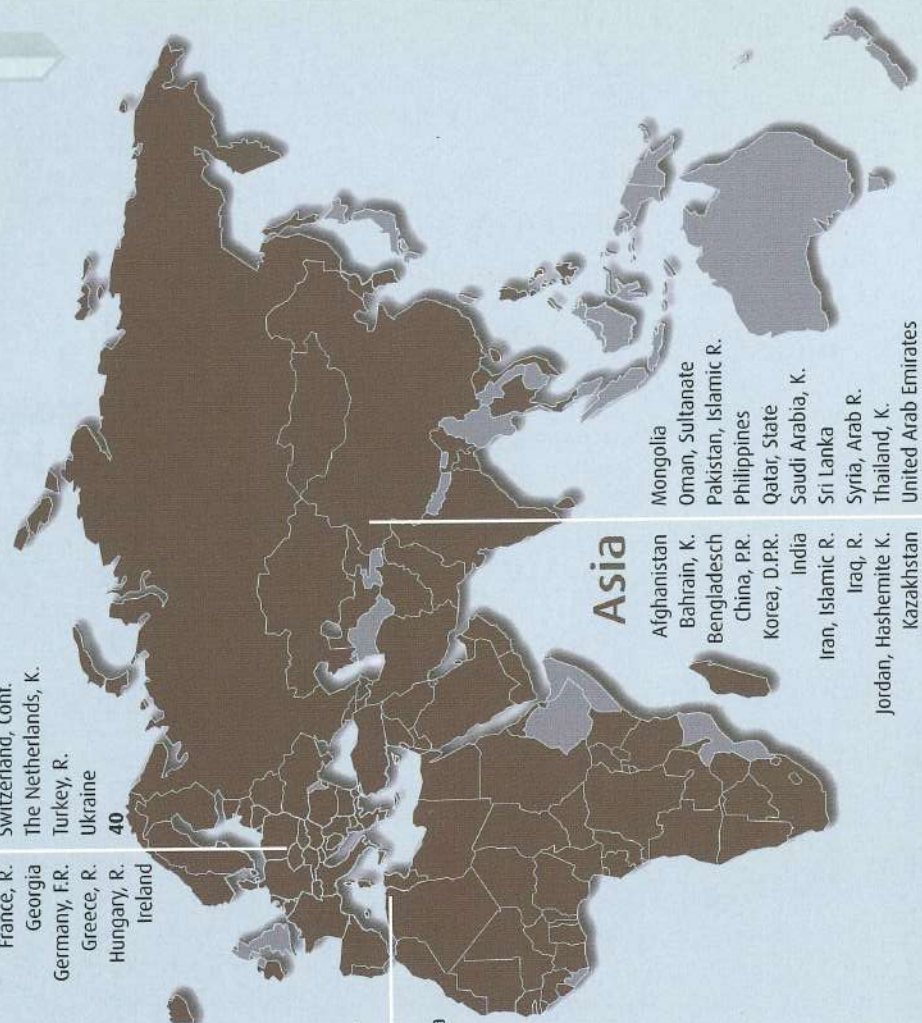 France, R.
Georgia
Germany, F.R.
Greece, R.
Hungary, R.
Ireland
Switzerland, Conf.
The Netherlands, K.
Turkey, R.
Ukraine
40
Asia
Afghanistan
Bahrain, K.
Bengladesch
China, P.R.
Korea, D.P.R.
India
Iran, Islamic R.
Iraq, R.
Jordan, Hashemite K.
Kazakhstan
Mongolia
Oman, Sultanate
Pakistan, Islamic R.
Philippines
Qatar, State
Saudi Arabia, K.
Sri Lanka
Syria, Arab R.
Thailand, K.
United Arab Emirates